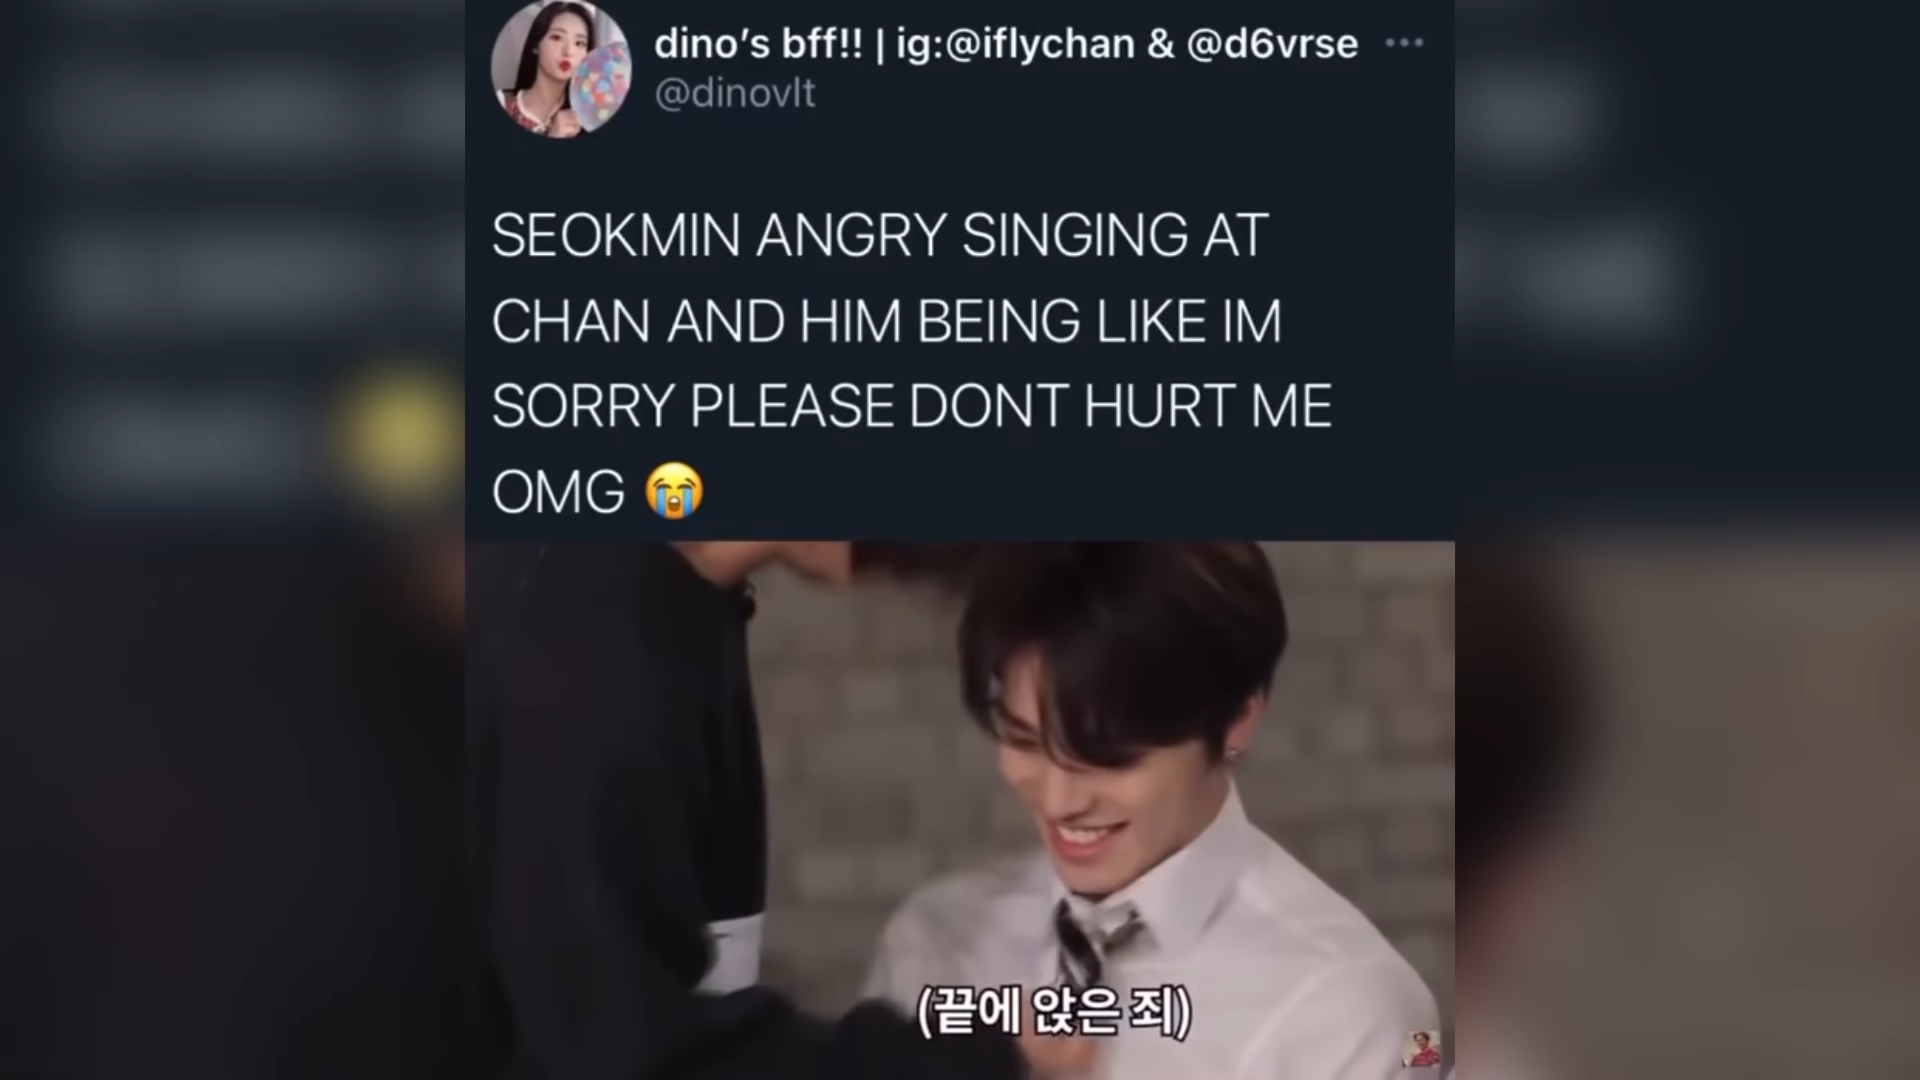 dino’s bff!! | ig:@iflychan & @d6vrse
@dinovlt
SEOKMIN ANGRY SINGING AT
CHAN AND HIM BEING LIKE IM
SORRY PLEASE DONT HURT ME
OMG 😭
(끝에 앉은 죄)